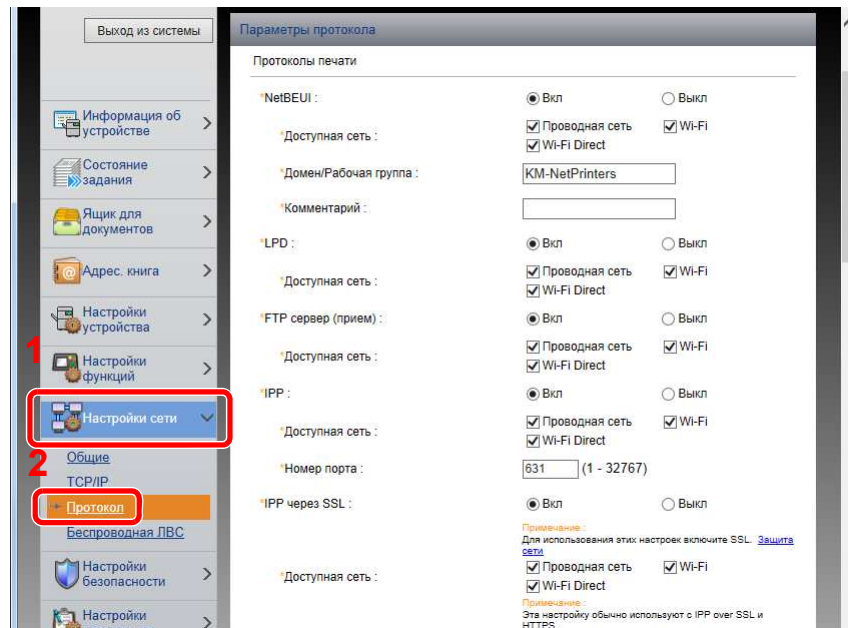 Выход из системы
Информация об
устройстве
Состояние
задания
Ящик для
документов
Адрес. книга
Настройки
устройства
1
Настройки
функций
Настройки сети
2
Общие
TCP/IP
Протокол
Беспроводная ЛВС
Настройки
безопасности
Настройки
Параметры протокола
Протоколы печати
*NetBEUI : Вкл Выкл
*Доступная сеть : Проводная сеть Wi-Fi
Wi-Fi Direct
*Домен/Рабочая группа : KM-NetPrinters
*Комментарий :
*LPD : Вкл Выкл
*Доступная сеть : Проводная сеть Wi-Fi
Wi-Fi Direct
*FTP сервер (прием) : Вкл Выкл
*Доступная сеть : Проводная сеть Wi-Fi
Wi-Fi Direct
*IPP : Вкл Выкл
*Доступная сеть : Проводная сеть Wi-Fi
Wi-Fi Direct
*Номер порта : 631 (1 - 32767)
*IPP через SSL : Вкл Выкл
Примечание :
Для использования этих настроек включите SSL. Защита
сети
*Доступная сеть : Проводная сеть Wi-Fi
Wi-Fi Direct
Примечание :
Эта настройку обычно используют с IPP over SSL и
HTTPS.